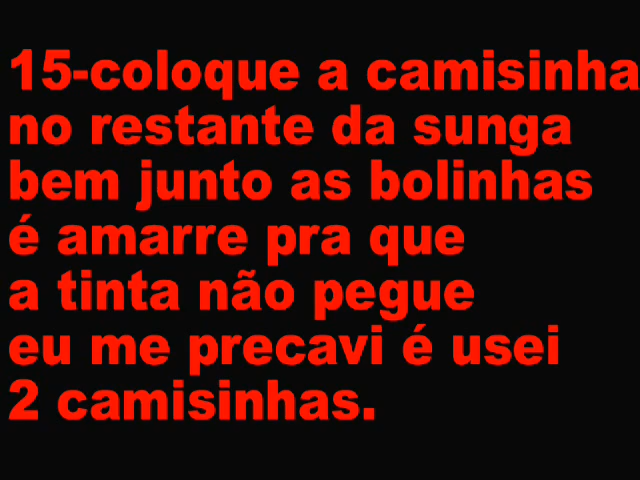 15-coloque a camisinha
no restante da sunga
bem junto as bolinhas
é amarre pra que
a tinta não pegue
eu me precavi é usei
2 camisinhas.